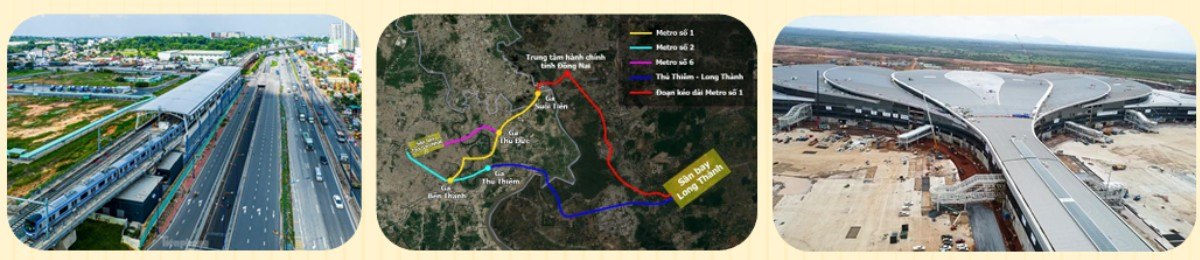 Metro số 1
Metro số 2
Metro số 6
Thủ Thiêm - Long Thành
Đoạn kéo dài Metro số 1
Trung tâm hành chính
tỉnh Đồng Nai
Ga
Suối Tiên
Ga
Thủ Đức
Ga
Thủ Thiêm
Ga
Bến Thành
Sân bay
Long Thành